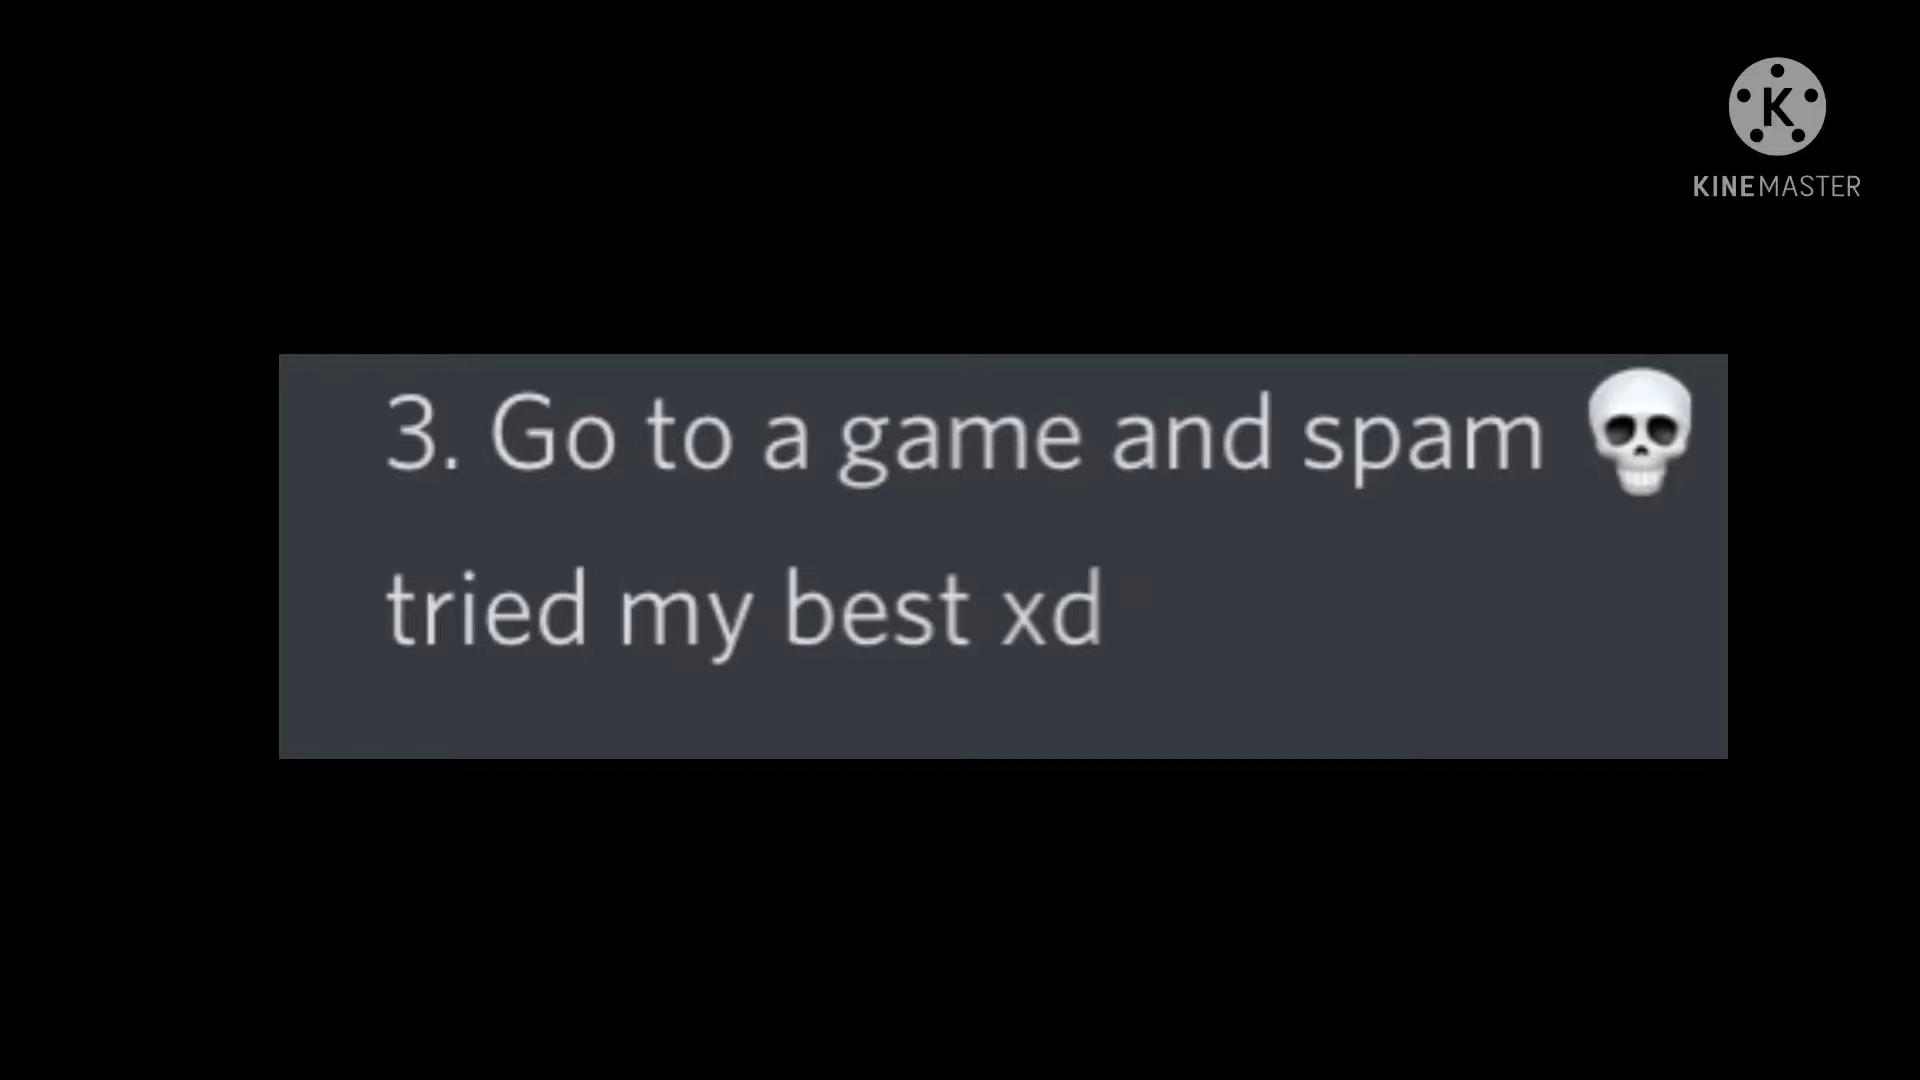 K
KINEMASTER
3. Go to a game and spam 💀
tried my best xd